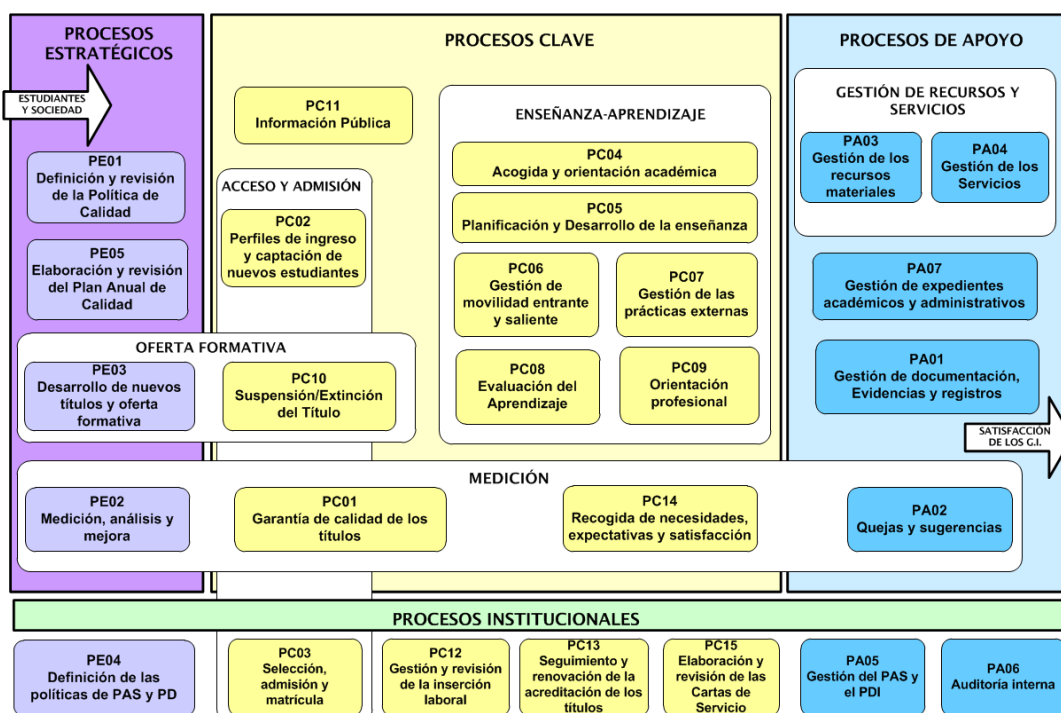 PROCESOS
ESTRATÉGICOS
PROCESOS CLAVE
PROCESOS DE APOYO
ESTUDIANTES
Y SOCIEDAD
PE01
Definición y revisión
de la Política de
Calidad
PE05
Elaboración y revisión
del Plan Anual de
Calidad
PC11
Información Pública
ACCESO Y ADMISIÓN
PC02
Perfiles de ingreso
y captación de
nuevos estudiantes
ENSEÑANZA-APRENDIZAJE
PC04
Acogida y orientación académica
PC05
Planificación y Desarrollo de la enseñanza
PC06
Gestión de
movilidad entrante
y saliente
PC07
Gestión de las
prácticas externas
PC08
Evaluación del
Aprendizaje
PC09
Orientación
profesional
GESTIÓN DE RECURSOS Y
SERVICIOS
PA03
Gestión de los
recursos
materiales
PA04
Gestión de los
Servicios
PA07
Gestión de expedientes
académicos y administrativos
PA01
Gestión de documentación,
Evidencias y registros
SATISFACCIÓN
DE LOS G.I.
OFERTA FORMATIVA
PE03
Desarrollo de nuevos
títulos y oferta
formativa
PC10
Suspensión/Extinción
del Título
MEDICIÓN
PE02
Medición, análisis y
mejora
PC01
Garantía de calidad de los
títulos
PC14
Recogida de necesidades,
expectativas y satisfacción
PA02
Quejas y sugerencias
PROCESOS INSTITUCIONALES
PE04
Definición de las
políticas de PAS y PD
PC03
Selección,
admisión y
matrícula
PC12
Gestión y revisión
de la inserción
laboral
PC13
Seguimiento y
renovación de la
acreditación de los
títulos
PC15
Elaboración y
revisión de las
Cartas de
Servicio
PA05
Gestión del PAS y
el PDI
PA06
Auditoría interna